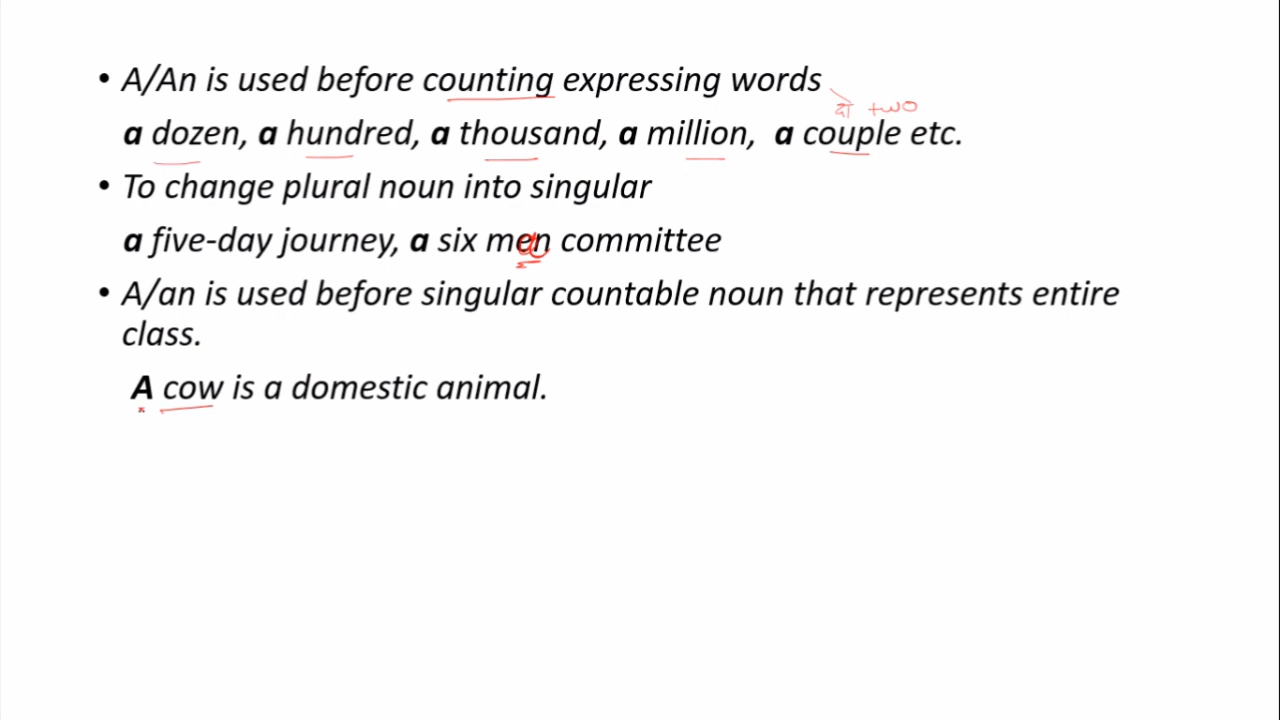 • A/An is used before counting expressing words
दो two
a dozen, a hundred, a thousand, a million, a couple etc.
• To change plural noun into singular
a five-day journey, a six men committee
a
• A/an is used before singular countable noun that represents entire
class.
A cow is a domestic animal.